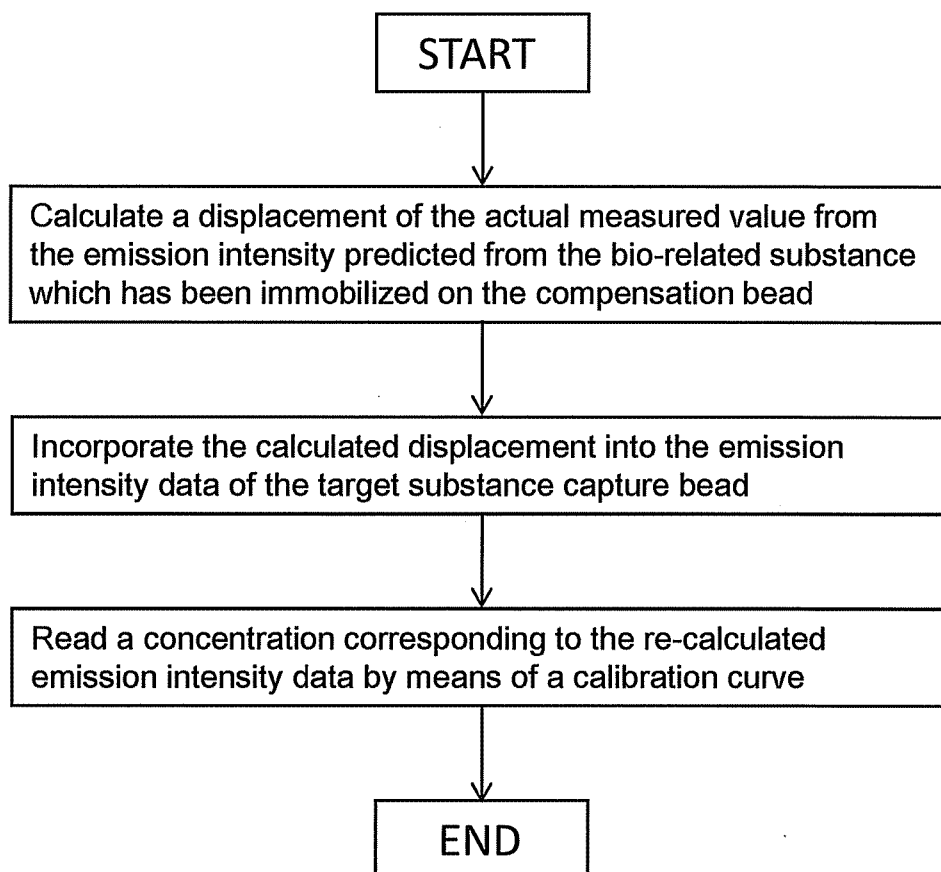 START
Calculate a displacement of the actual measured value from
the emission intensity predicted from the bio-related substance
which has been immobilized on the compensation bead
Incorporate the calculated displacement into the emission
intensity data of the target substance capture bead
Read a concentration corresponding to the re-calculated
emission intensity data by means of a calibration curve
END